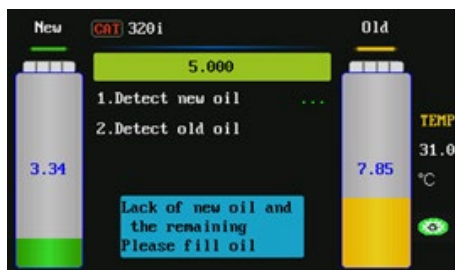 New
CAT 320i
Old
5.000
1.Detect new oil ...
2.Detect old oil
TEMP
31.0
℃
3.34
7.85
Lack of new oil and
the remaining
Please fill oil